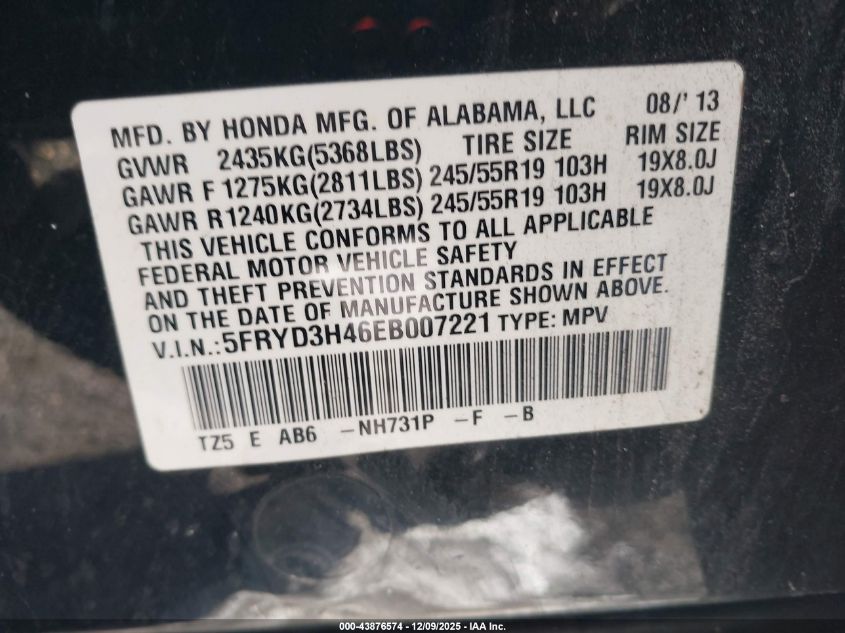 MFD. BY HONDA MFG. OF ALABAMA, LLC 08/'13
GVWR 2435KG(5368LBS) TIRE SIZE RIM SIZE
GAWR F 1275KG(2811LBS) 245/55R19 103H 19X8.0J
GAWR R1240KG(2734LBS) 245/55R19 103H 19X8.0J
THIS VEHICLE CONFORMS TO ALL APPLICABLE
FEDERAL MOTOR VEHICLE SAFETY
AND THEFT PREVENTION STANDARDS IN EFFECT
ON THE DATE OF MANUFACTURE SHOWN ABOVE.
V.I.N.:5FRYD3H46EB007221 TYPE: MPV
TZ5 E AB6 -NH731P -F -B
000-43876574 - 12/09/2025 - IAA Inc.